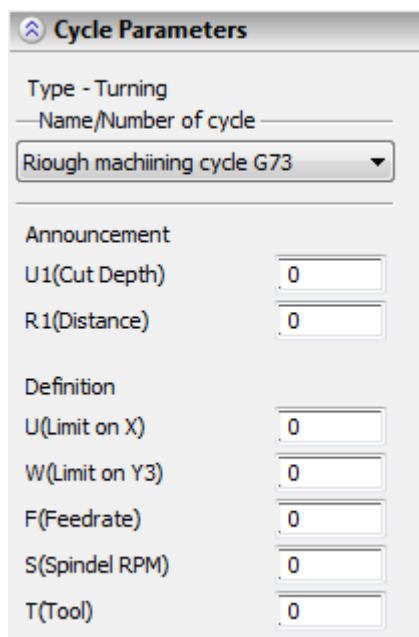 Cycle Parameters
Type - Turning
Name/Number of cycle
Riough machiining cycle G73
Announcement
U1(Cut Depth) 0
R1(Distance) 0
Definition
U(Limit on X) 0
W(Limit on Y3) 0
F(Feedrate) 0
S(Spindel RPM) 0
T(Tool) 0